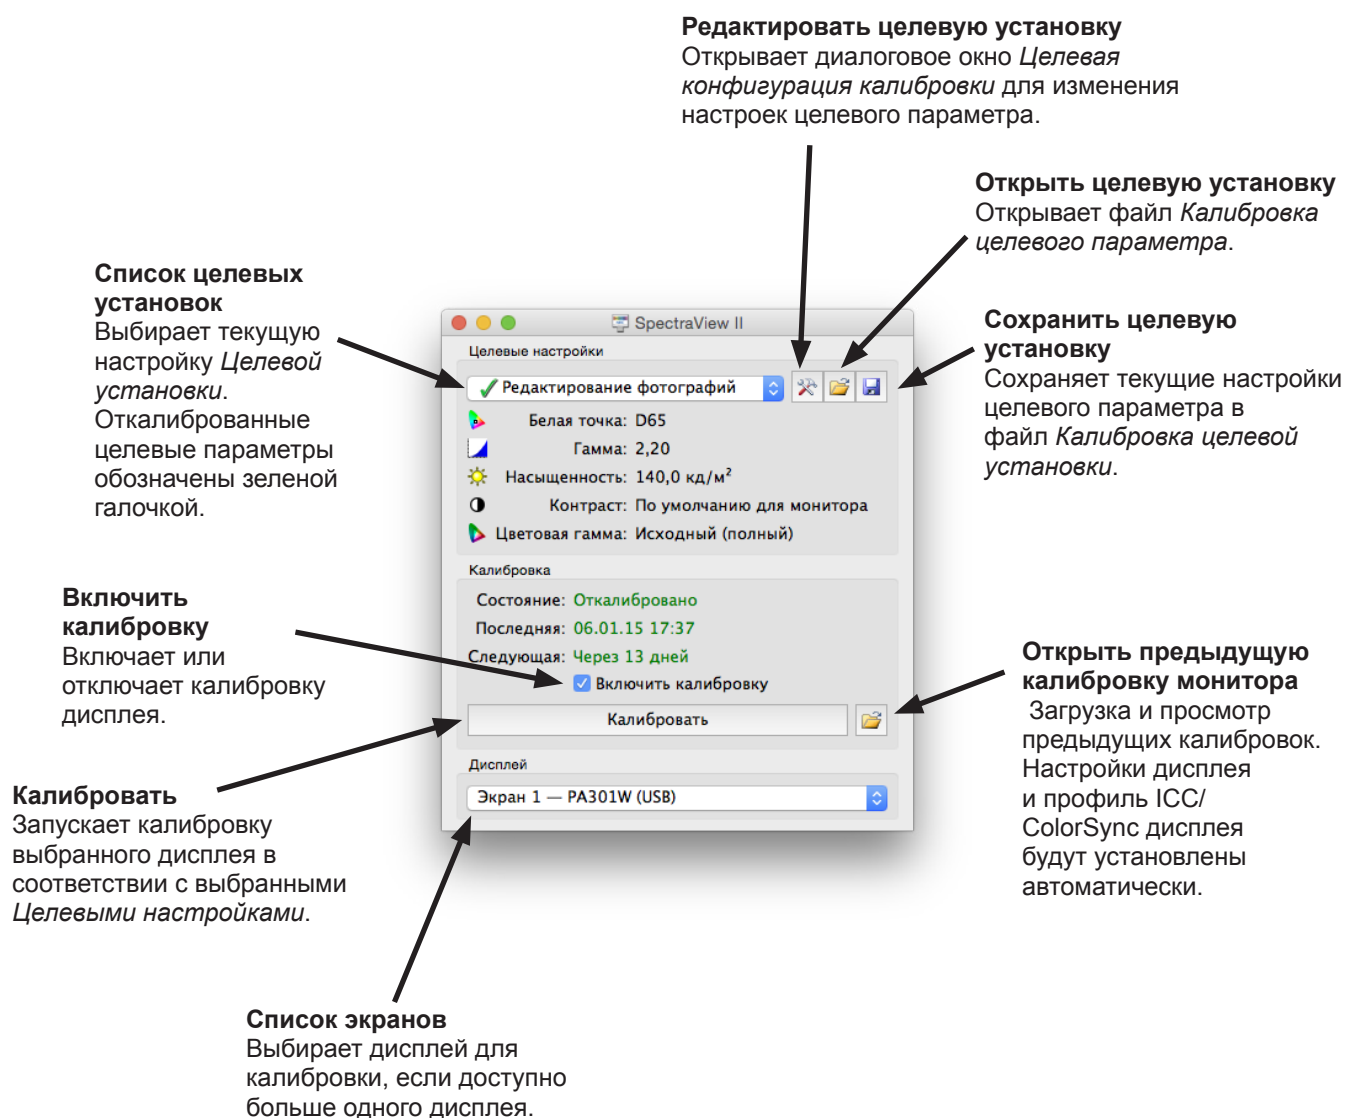 Редактировать целевую установку
Открывает диалоговое окно Целевая
конфигурация калибровки для изменения
настроек целевого параметра.
Открыть целевую установку
Открывает файл Калибровка
целевого параметра.
Список целевых
установок
Выбирает текущую
настройку Целевой
установки.
Откалиброванные
целевые параметры
обозначены зеленой
галочкой.
Сохранить целевую
установку
Сохраняет текущие настройки
целевого параметра в
файл Калибровка целевой
установки.
SpectraView II
Целевые настройки
Редактирование фотографий
Белая точка: D65
Гамма: 2,20
Насыщенность: 140,0 кд/м²
Контраст: По умолчанию для монитора
Цветовая гамма: Исходный (полный)
Калибровка
Состояние: Откалибровано
Последняя: 06.01.15 17:37
Следующая: Через 13 дней
Включить калибровку
Калибровать
Дисплей
Экран 1 — PA301W (USB)
Включить
калибровку
Включает или
отключает калибровку
дисплея.
Открыть предыдущую
калибровку монитора
Загрузка и просмотр
предыдущих калибровок.
Настройки дисплея
и профиль ICC/
ColorSync дисплея
будут установлены
автоматически.
Калибровать
Запускает калибровку
выбранного дисплея в
соответствии с выбранными
Целевыми настройками.
Список экранов
Выбирает дисплей для
калибровки, если доступно
больше одного дисплея.